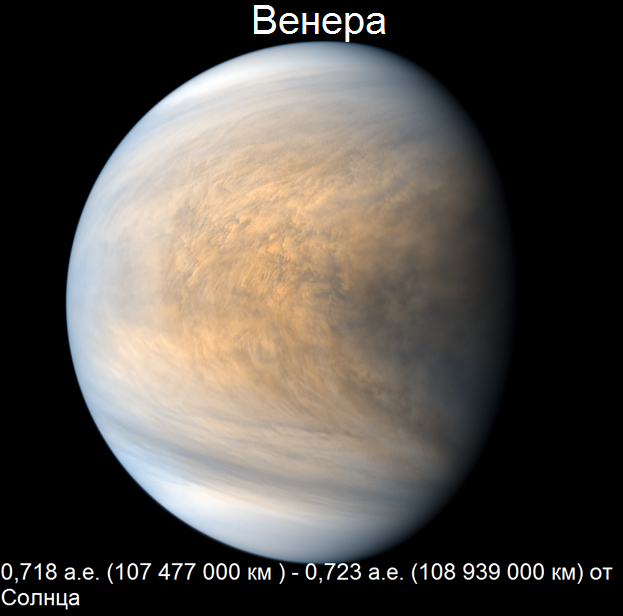 Венера
0,718 а.е. (107 477 000 км ) - 0,723 а.е. (108 939 000 км) от
Солнца